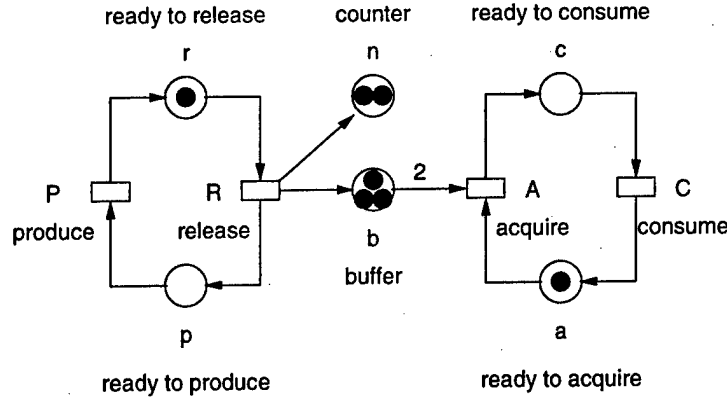 ready to release
counter
ready to consume
r
n
c
P
R
2
A
C
produce
release
acquire
consume
b
buffer
p
a
ready to produce
ready to acquire